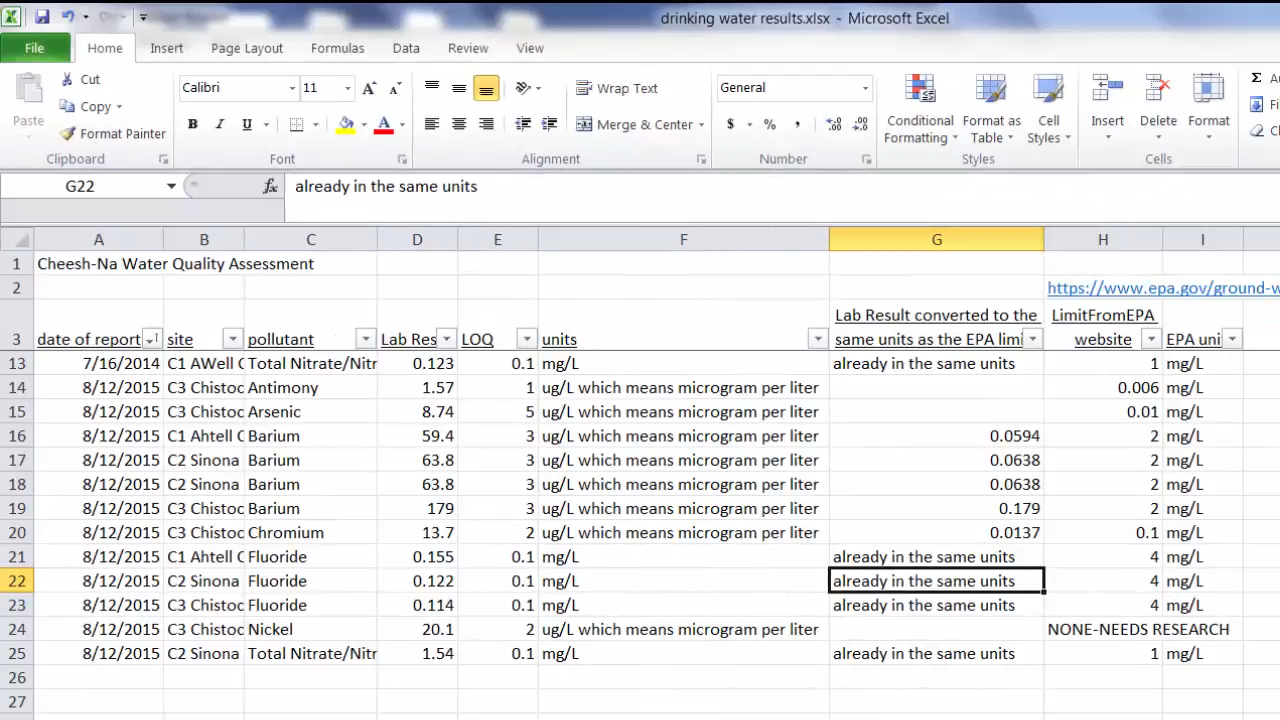 drinking water results.xlsx - Microsoft Excel
File Home Insert Page Layout Formulas Data Review View
Paste Cut Copy Format Painter Clipboard
Calibri 11 Font
Wrap Text Merge & Center Alignment
General $ % , Number
Conditional Formatting Format as Table Cell Styles Styles
Insert Delete Format Cells
G22 fx already in the same units
A B C D E F G H I
1 Cheesh-Na Water Quality Assessment
2 https://www.epa.gov/ground-w
Lab Result converted to the LimitFromEPA
3 date of report site pollutant Lab Res LOQ units same units as the EPA limi website EPA uni
13 7/16/2014 C1 AWell C Total Nitrate/Nitr 0.123 0.1 mg/L already in the same units 1 mg/L
14 8/12/2015 C3 Chistoc Antimony 1.57 1 ug/L which means microgram per liter 0.006 mg/L
15 8/12/2015 C3 Chistoc Arsenic 8.74 5 ug/L which means microgram per liter 0.01 mg/L
16 8/12/2015 C1 Ahtell C Barium 59.4 3 ug/L which means microgram per liter 0.0594 2 mg/L
17 8/12/2015 C2 Sinona Barium 63.8 3 ug/L which means microgram per liter 0.0638 2 mg/L
18 8/12/2015 C2 Sinona Barium 63.8 3 ug/L which means microgram per liter 0.0638 2 mg/L
19 8/12/2015 C3 Chistoc Barium 179 3 ug/L which means microgram per liter 0.179 2 mg/L
20 8/12/2015 C3 Chistoc Chromium 13.7 2 ug/L which means microgram per liter 0.0137 0.1 mg/L
21 8/12/2015 C1 Ahtell C Fluoride 0.155 0.1 mg/L already in the same units 4 mg/L
22 8/12/2015 C2 Sinona Fluoride 0.122 0.1 mg/L already in the same units 4 mg/L
23 8/12/2015 C3 Chistoc Fluoride 0.114 0.1 mg/L already in the same units 4 mg/L
24 8/12/2015 C3 Chistoc Nickel 20.1 2 ug/L which means microgram per liter NONE-NEEDS RESEARCH
25 8/12/2015 C2 Sinona Total Nitrate/Nitr 1.54 0.1 mg/L already in the same units 1 mg/L
26
27